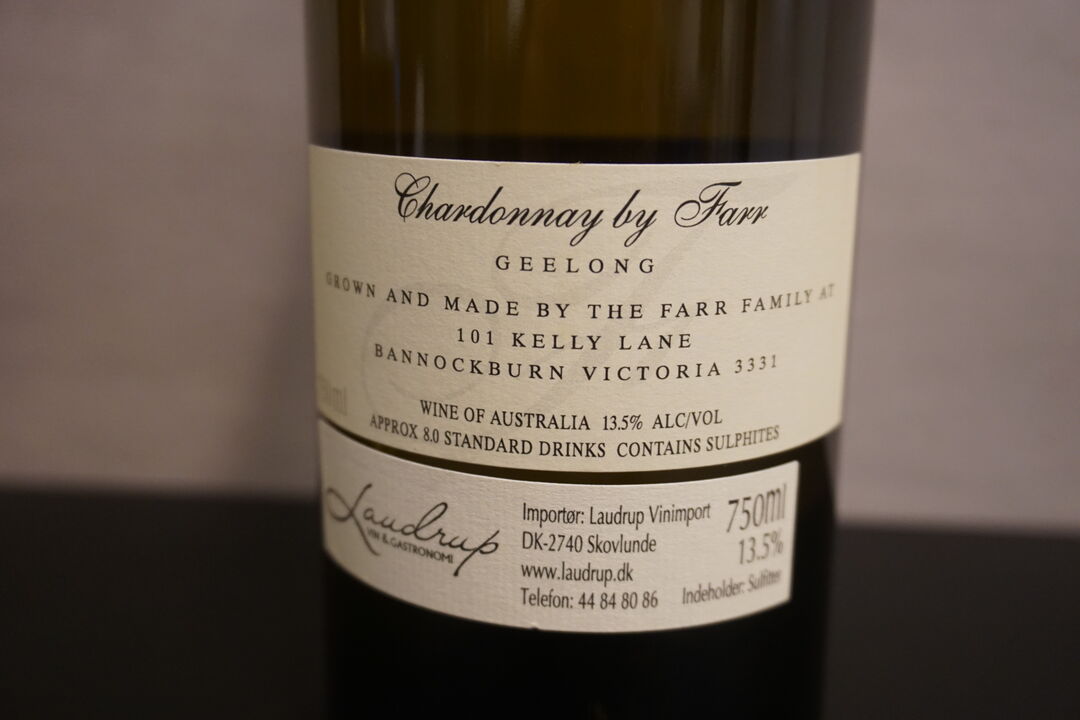 Chardonnay by Farr
GEELONG
GROWN AND MADE BY THE FARR FAMILY AT
101 KELLY LANE
BANNOCKBURN VICTORIA 3331
WINE OF AUSTRALIA 13.5% ALC/VOL
APPROX 8.0 STANDARD DRINKS CONTAINS SULPHITES
Laudrup
VIN & GASTRONOMI
Importør: Laudrup Vinimport
DK-2740 Skovlunde
www.laudrup.dk
Telefon: 44 84 80 86
750ml
13.5%
Indeholder: Sulfitter